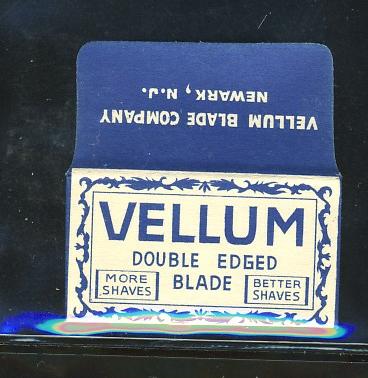 VELLUM BLADE COMPANY
NEWARK, N.J.
VELLUM
DOUBLE EDGED
BLADE
MORE
SHAVES
BETTER
SHAVES